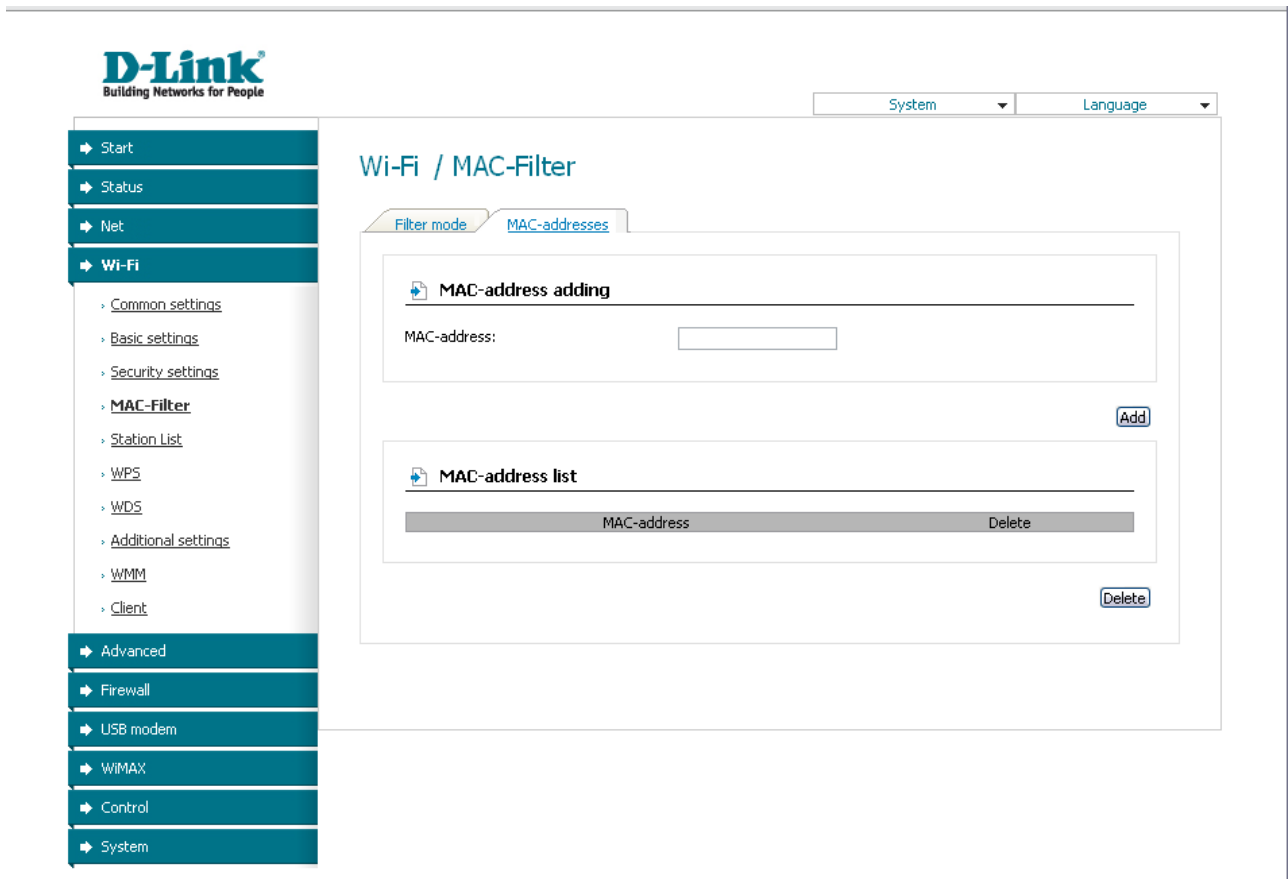 D-Link
Building Networks for People
System
Language
Start
Status
Net
Wi-Fi
Common settings
Basic settings
Security settings
MAC-Filter
Station List
WPS
WDS
Additional settings
WMM
Client
Advanced
Firewall
USB modem
WiMAX
Control
System
Wi-Fi / MAC-Filter
Filter mode
MAC-addresses
MAC-address adding
MAC-address:
Add
MAC-address list
MAC-address Delete
Delete